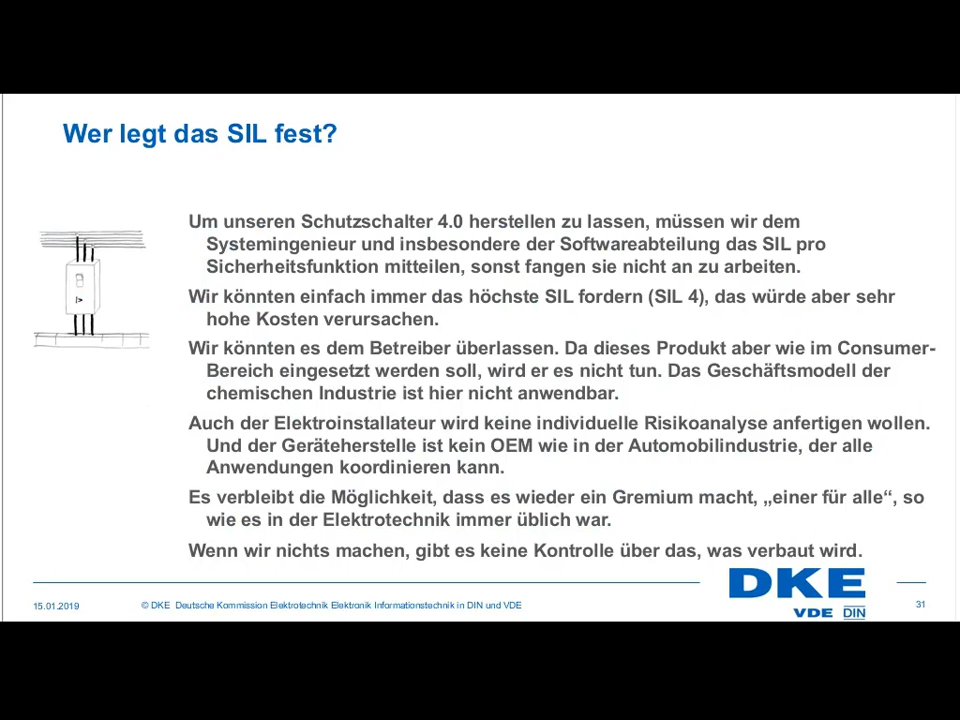 Wer legt das SIL fest?
Um unseren Schutzschalter 4.0 herstellen zu lassen, müssen wir dem
Systemingenieur und insbesondere der Softwareabteilung das SIL pro
Sicherheitsfunktion mitteilen, sonst fangen sie nicht an zu arbeiten.
Wir könnten einfach immer das höchste SIL fordern (SIL 4), das würde aber sehr
hohe Kosten verursachen.
Wir könnten es dem Betreiber überlassen. Da dieses Produkt aber wie im Consumer-
Bereich eingesetzt werden soll, wird er es nicht tun. Das Geschäftsmodell der
chemischen Industrie ist hier nicht anwendbar.
Auch der Elektroinstallateur wird keine individuelle Risikoanalyse anfertigen wollen.
Und der Geräteherstelle ist kein OEM wie in der Automobilindustrie, der alle
Anwendungen koordinieren kann.
Es verbleibt die Möglichkeit, dass es wieder ein Gremium macht, „einer für alle“, so
wie es in der Elektrotechnik immer üblich war.
Wenn wir nichts machen, gibt es keine Kontrolle über das, was verbaut wird.
I>
DKE
VDE DIN
15.01.2019
© DKE Deutsche Kommission Elektrotechnik Elektronik Informationstechnik in DIN und VDE
31